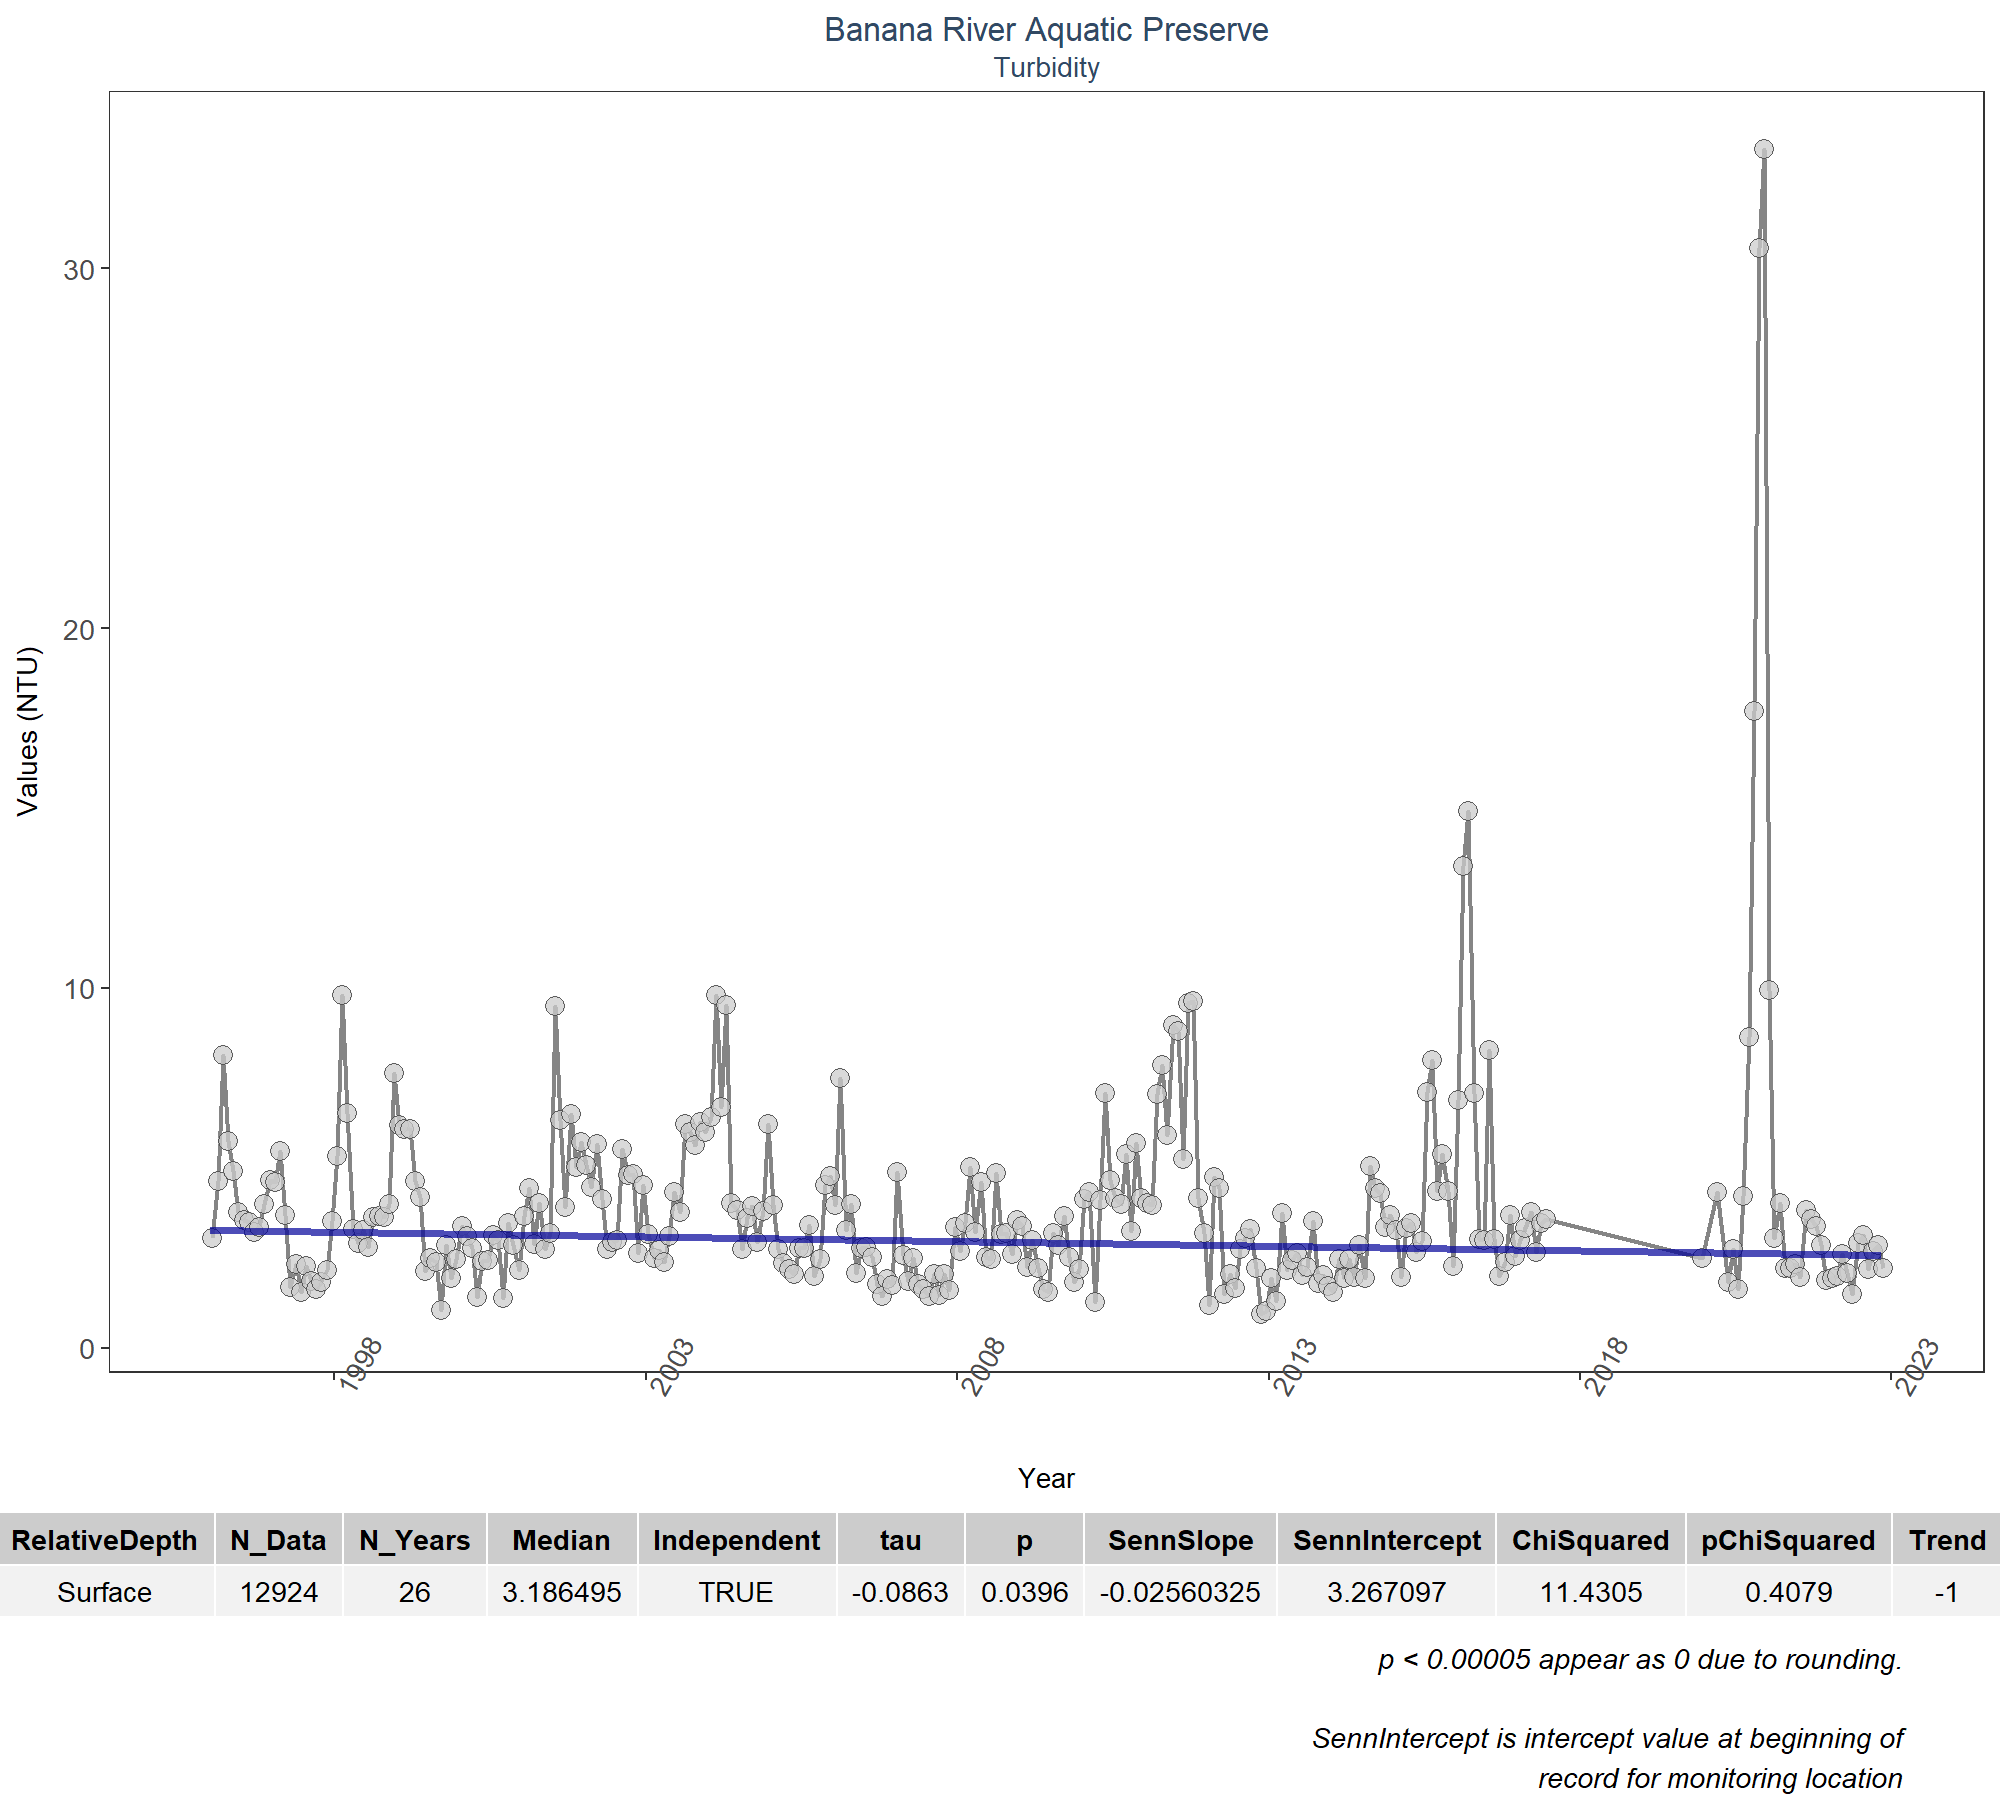 Banana River Aquatic Preserve
Turbidity
Values (NTU)
30
20
10
0
1998
2003
2008
2013
2018
2023
Year
RelativeDepth N_Data N_Years Median Independent tau p SennSlope SennIntercept ChiSquared pChiSquared Trend
Surface 12924 26 3.186495 TRUE -0.0863 0.0396 -0.02560325 3.267097 11.4305 0.4079 -1
p < 0.00005 appear as 0 due to rounding.
SennIntercept is intercept value at beginning of
record for monitoring location